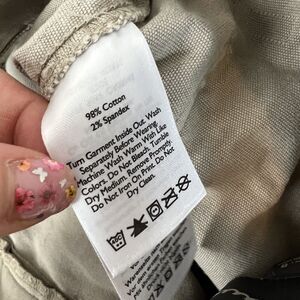 98% Cotton
2% Spandex
Turn Garment Inside Out. Wash
Separately Before Wearing.
Machine Wash Warm With Like
Colors. Do Not Bleach. Tumble
Dry Medium. Remove Promptly.
Do Not Iron On Print. Do Not
Dry Clean.